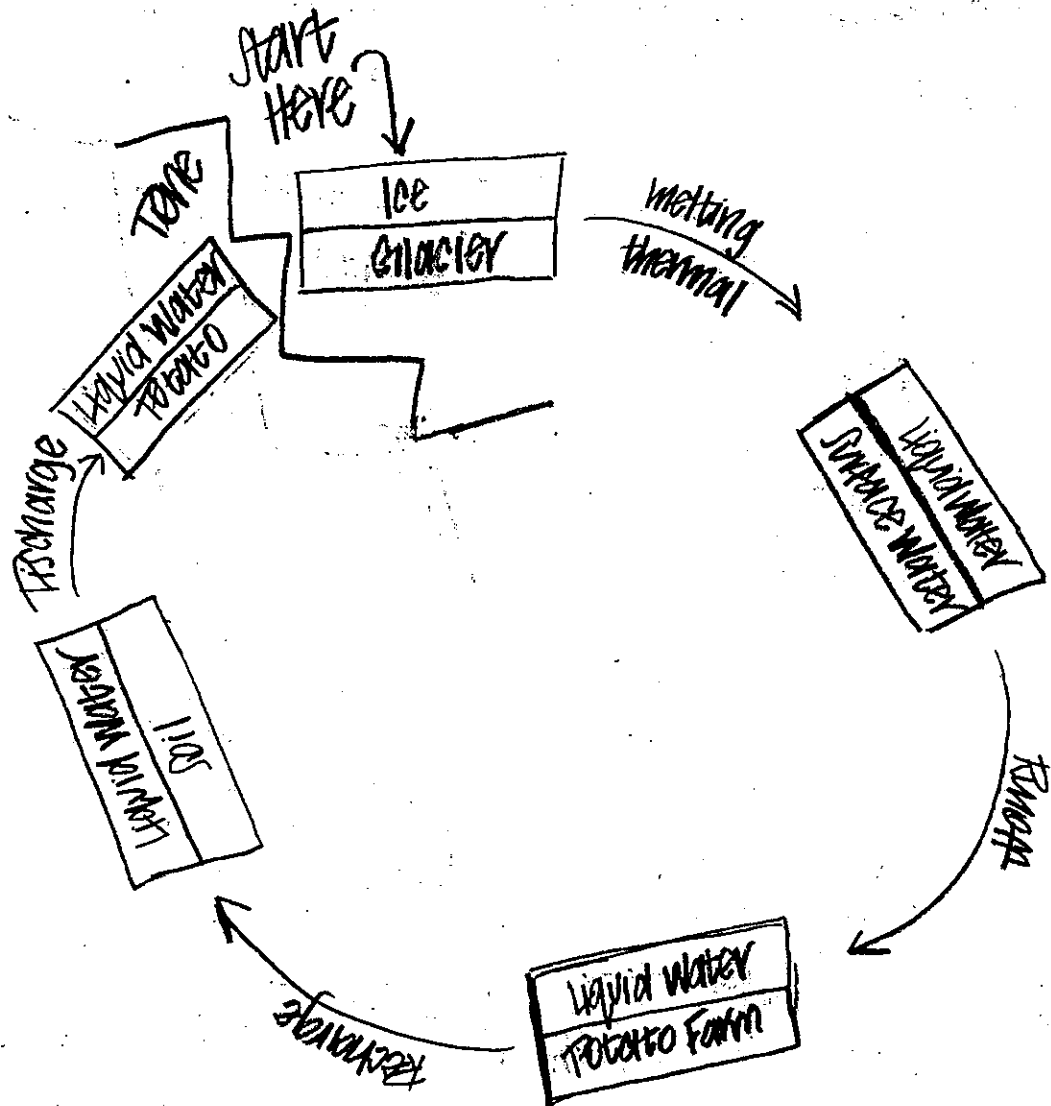 Start
Here
Ice
Glacier
melting
thermal
Liquid Water
Surface Water
Runoff
Liquid Water
Potato Farm
Recharge
Soil
Liquid Water
Discharge
Liquid Water
Potato
Done